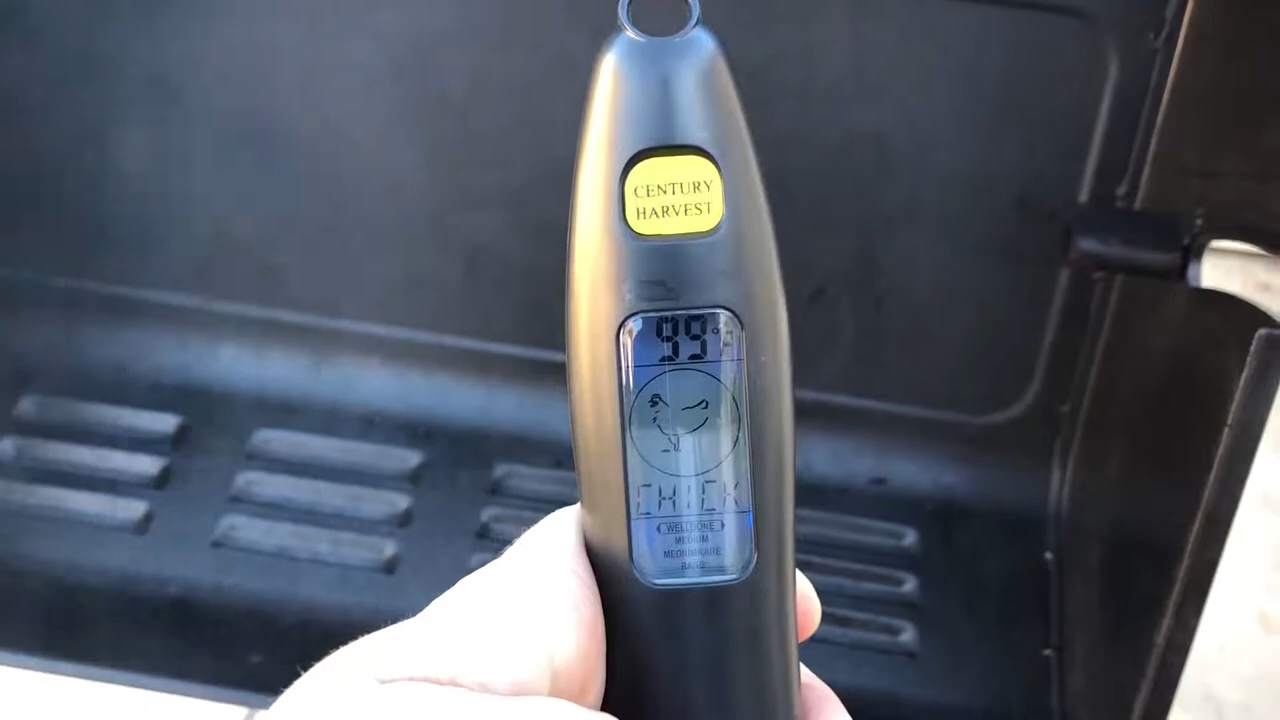 CENTURY
HARVEST
99°F
CHICK
WELLDONE
MEDIUM
MEDIUMRARE
RARE